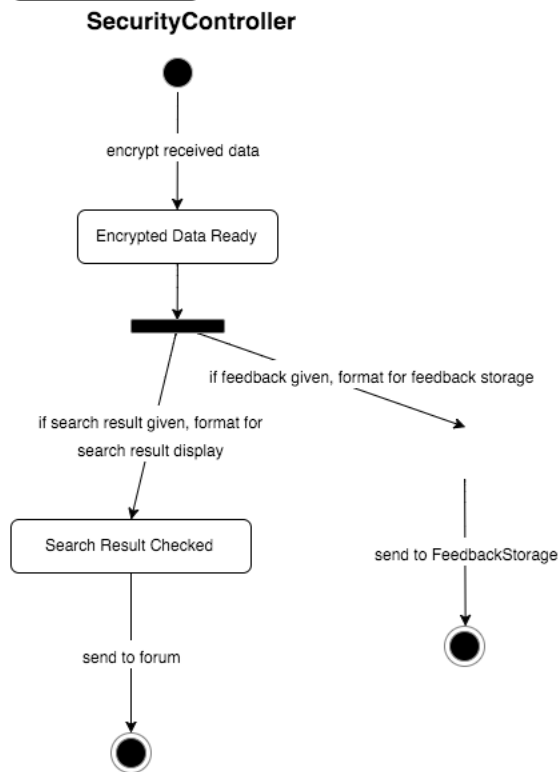 SecurityController
encrypt received data
Encrypted Data Ready
if feedback given, format for feedback storage
if search result given, format for
search result display
Search Result Checked
send to FeedbackStorage
send to forum